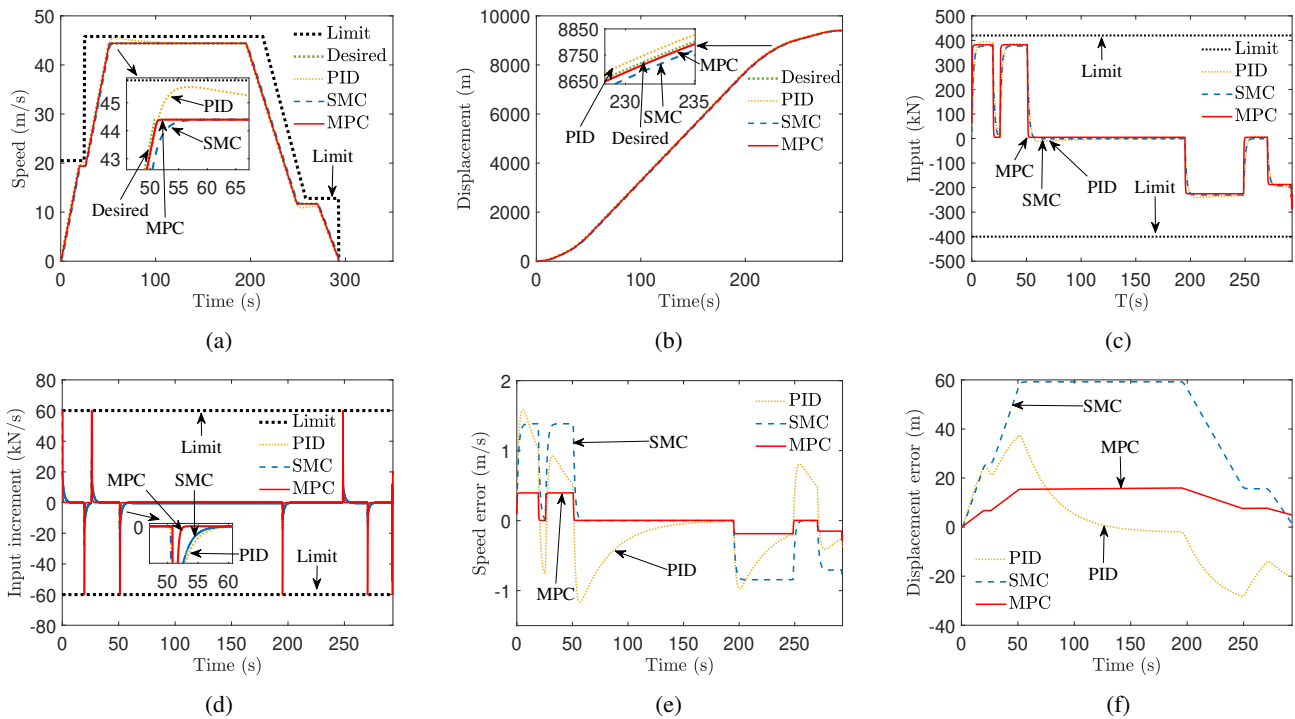 50
40
30
20
10
0
Speed (m/s)
0 100 200 300
Time (s)
Limit
Desired
PID
SMC
MPC
45
44
43
50 55 60 65
PID
SMC
Desired
MPC
Limit
(a)
10000
8000
6000
4000
2000
0
Displacement (m)
0 100 200
Time(s)
8850
8750
8650
230 235
MPC
PID
SMC
Desired
Desired
PID
SMC
MPC
(b)
500
400
300
200
100
0
-100
-200
-300
-400
-500
Input (kN)
0 50 100 150 200 250
T(s)
Limit
PID
SMC
MPC
Limit
MPC
SMC
PID
Limit
(c)
80
60
40
20
0
-20
-40
-60
-80
Input increment (kN/s)
0 50 100 150 200 250
Time (s)
Limit
PID
SMC
MPC
Limit
MPC
SMC
PID
0
50 53 56 60
Limit
(d)
2
1
0
-1
Speed error (m/s)
0 50 100 150 200 250
Time (s)
PID
SMC
MPC
SMC
MPC
PID
(e)
60
40
20
0
-20
-40
Displacement error (m)
0 50 100 150 200 250
Time (s)
SMC
MPC
PID
PID
SMC
MPC
(f)